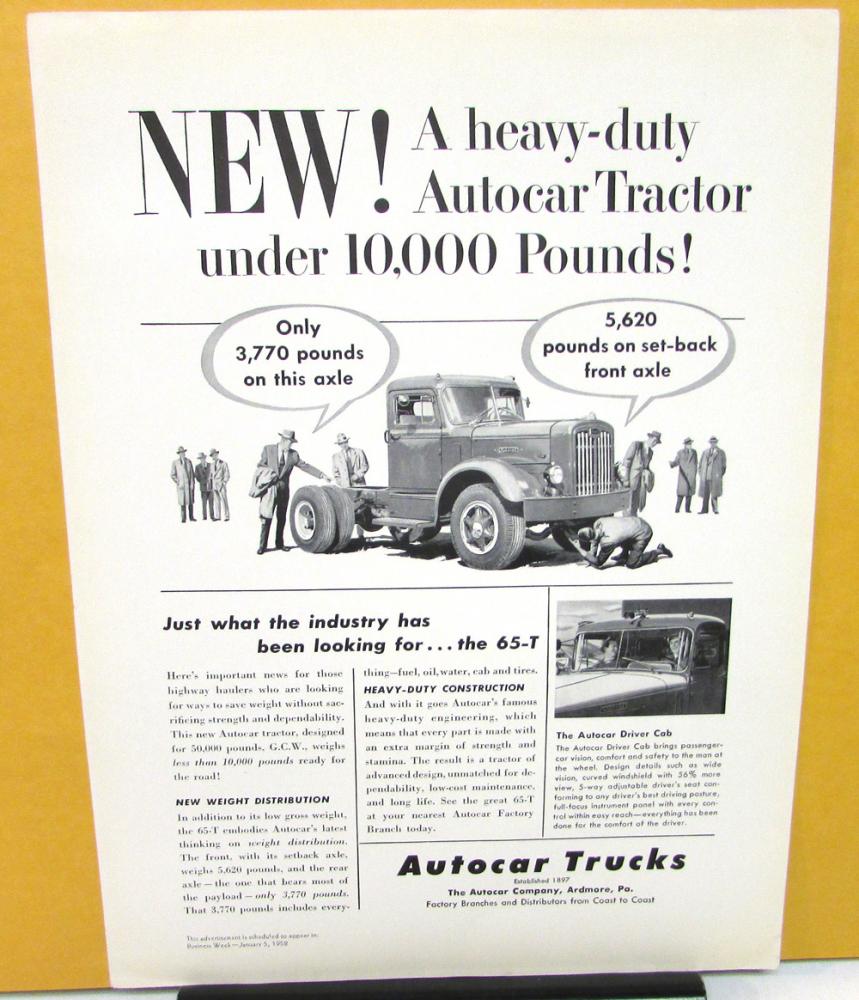 NEW! A heavy-duty
Autocar Tractor
under 10,000 Pounds!
Only
3,770 pounds
on this axle
5,620
pounds on set-back
front axle
Just what the industry has
been looking for...the 65-T
Here's important news for those
highway haulers who are looking
for ways to save weight without sac-
rificing strength and dependability.
This new Autocar tractor, designed
for 50,000 pounds, G.C.W., weighs
less than 10,000 pounds ready for
the road!
NEW WEIGHT DISTRIBUTION
In addition to its low gross weight,
the 65-T embodies Autocar's latest
thinking on weight distribution.
The front, with its setback axle,
weighs 5,620 pounds, and the rear
axle—the one that bears most of
the payload—only 3,770 pounds.
That 3,770 pounds includes every-
thing—fuel, oil, water, cab and tires.
HEAVY-DUTY CONSTRUCTION
And with it goes Autocar's famous
heavy-duty engineering, which
means that every part is made with
an extra margin of strength and
stamina. The result is a tractor of
advanced design, unmatched for de-
pendability, low-cost maintenance,
and long life. See the great 65-T
at your nearest Autocar Factory
Branch today.
The Autocar Driver Cab
The Autocar Driver Cab brings passenger-
car vision, comfort and safety to the man at
the wheel. Design details such as wide
vision, curved windshield with 56% more
view, 5-way adjustable driver's seat con-
forming to any driver's best driving posture,
full-focus instrument panel with every con-
trol within easy reach—everything has been
done for the comfort of the driver.
Autocar Trucks
Established 1897
The Autocar Company, Ardmore, Pa.
Factory Branches and Distributors from Coast to Coast
This advertisement is scheduled to appear in:
Business Week—January 5, 1952